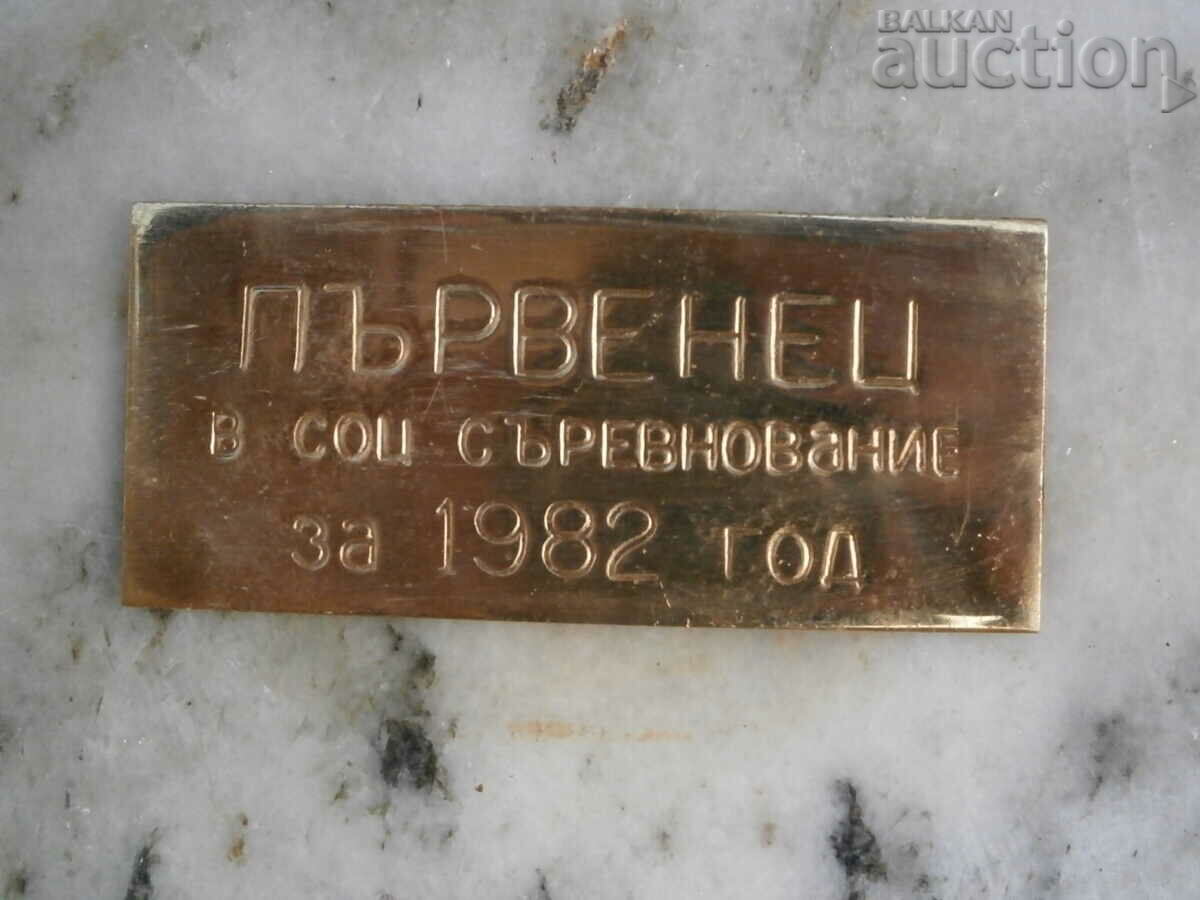 BALKAN
auction
ПЪРВЕНЕЦ
В СОЦ СЪРЕВНОВаНИЕ
За 1982 ГОД